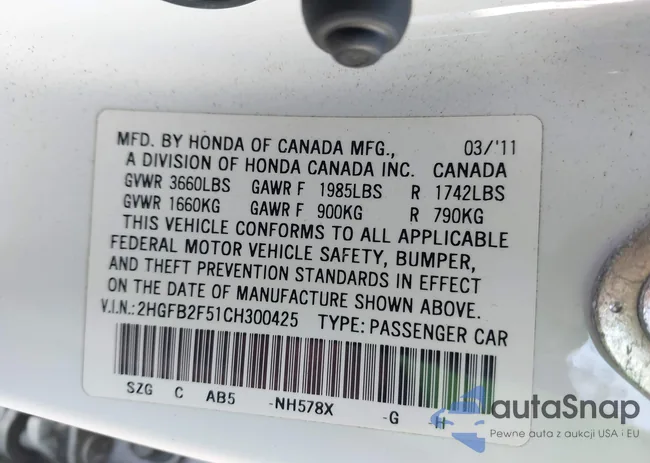 MFD. BY HONDA OF CANADA MFG., 03/'11
A DIVISION OF HONDA CANADA INC. CANADA
GVWR 3660LBS GAWR F 1985LBS R 1742LBS
GVWR 1660KG GAWR F 900KG R 790KG
THIS VEHICLE CONFORMS TO ALL APPLICABLE
FEDERAL MOTOR VEHICLE SAFETY, BUMPER,
AND THEFT PREVENTION STANDARDS IN EFFECT
ON THE DATE OF MANUFACTURE SHOWN ABOVE.
V.I.N.:2HGFB2F51CH300425 TYPE: PASSENGER CAR
SZG C AB5 -NH578X -G H
autaSnap
Pewne auta z aukcji USA i EU